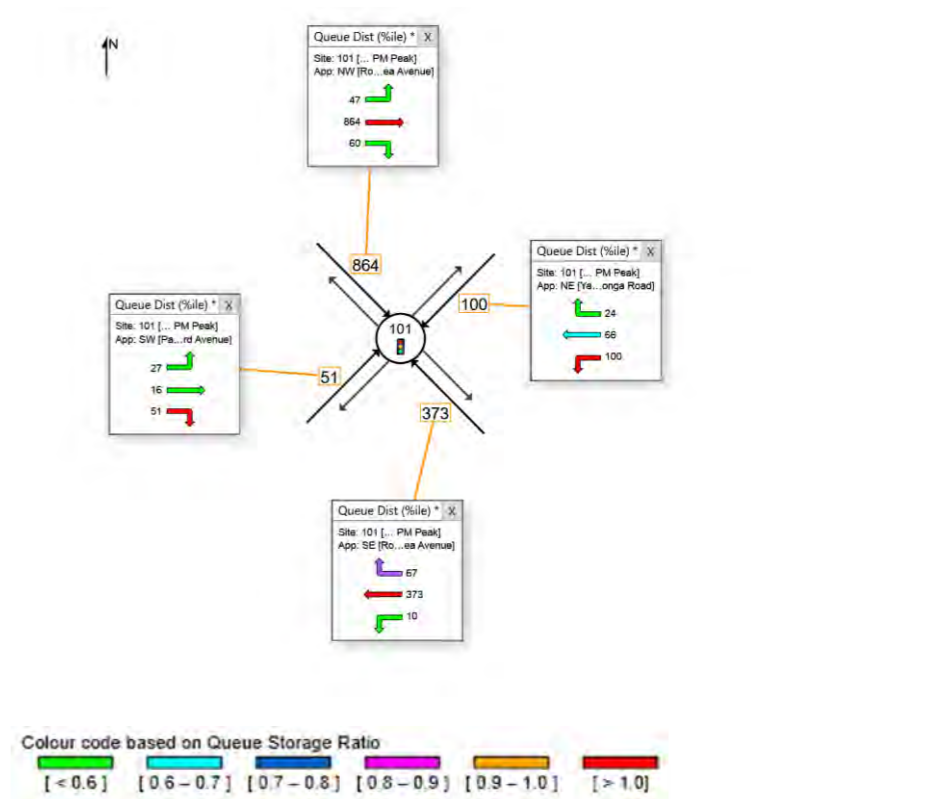 N
Queue Dist (%ile) * X
Site: 101 [... PM Peak]
App: NW [Ro...ea Avenue]
47
864
60
864
Queue Dist (%ile) * X
Site: 101 [... PM Peak]
App: NE [Ya...onga Road]
24
66
100
100
Queue Dist (%ile) * X
Site: 101 [... PM Peak]
App: SW [Pa...rd Avenue]
27
16
51
51
101
373
Queue Dist (%ile) * X
Site: 101 [... PM Peak]
App: SE [Ro...ea Avenue]
67
373
10
Colour code based on Queue Storage Ratio
[ < 0.6 ] [ 0.6 – 0.7 ] [ 0.7 – 0.8 ] [ 0.8 – 0.9 ] [ 0.9 – 1.0 ] [ > 1.0 ]